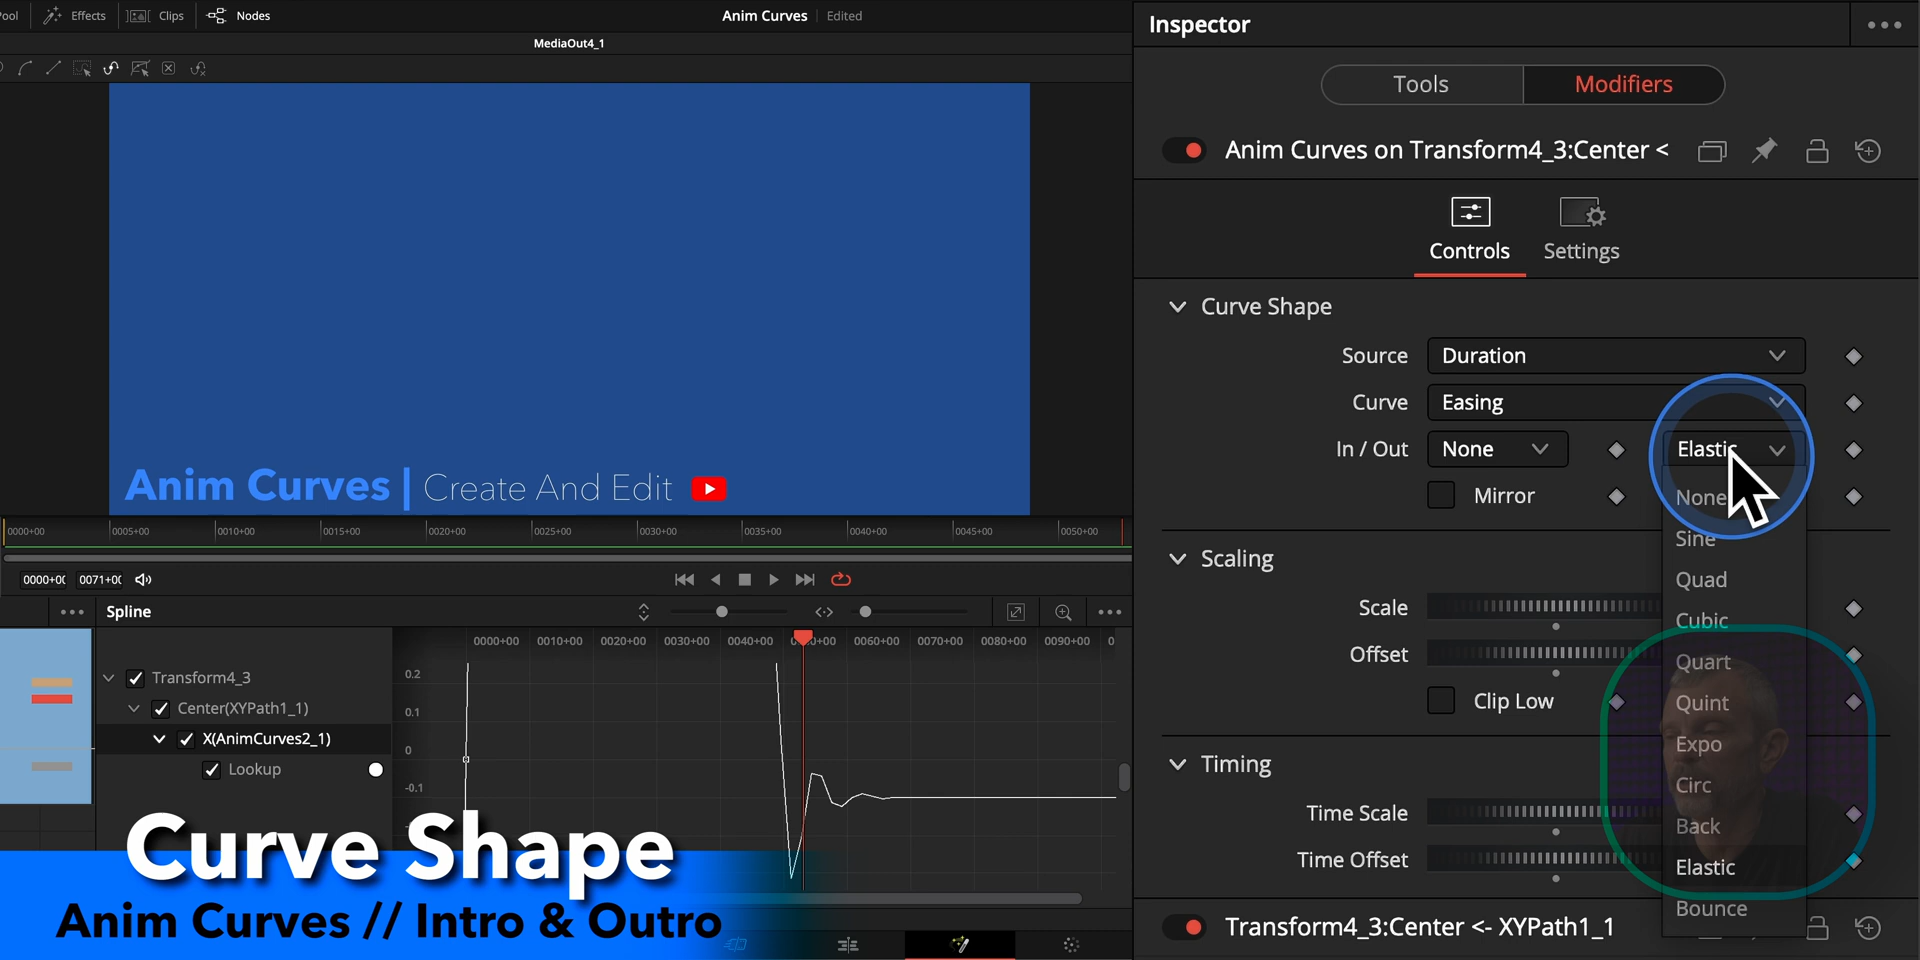 ool
Effects
Clips
Nodes
Anim Curves
Edited
MediaOut4_1
Anim Curves | Create And Edit
0000+00
0005+00
0010+00
0015+00
0020+00
0025+00
0030+00
0035+00
0040+00
0045+00
0050+00
0000+0
0071+0
Spline
0000+00
0010+00
0020+00
0030+00
0040+00
0060+00
0070+00
0080+00
0090+00
0
Transform4_3
Center(XYPath1_1)
X(AnimCurves2_1)
Lookup
0.2
0.1
0
-0.1
Curve Shape
Anim Curves // Intro & Outro
Inspector
Tools
Modifiers
Anim Curves on Transform4_3:Center <
Controls
Settings
Curve Shape
Source
Duration
Curve
Easing
In / Out
None
Elastic
Mirror
None
Sine
Quad
Cubic
Quart
Quint
Expo
Circ
Back
Elastic
Bounce
Scaling
Scale
Offset
Clip Low
Timing
Time Scale
Time Offset
Transform4_3:Center <- XYPath1_1